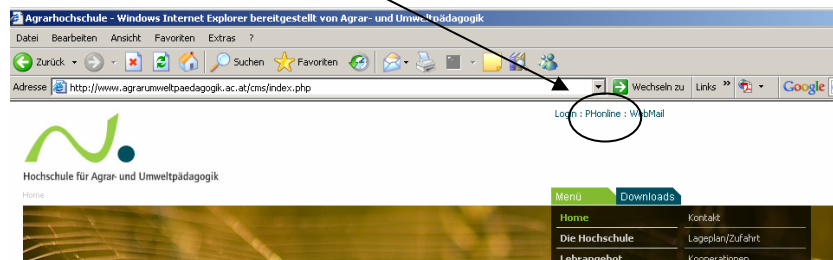 Agrarhochschule - Windows Internet Explorer bereitgestellt von Agrar- und Umweltpädagogik
Datei Bearbeiten Ansicht Favoriten Extras ?
Zurück Suchen Favoriten
Adresse http://www.agrarumweltpaedagogik.ac.at/cms/index.php Wechseln zu Links » Google
Login : PHonline : WebMail
Hochschule für Agrar- und Umweltpädagogik
Home
Menü Downloads
Home Kontakt
Die Hochschule Lageplan/Zufahrt
Lehrangebot Kooperationen